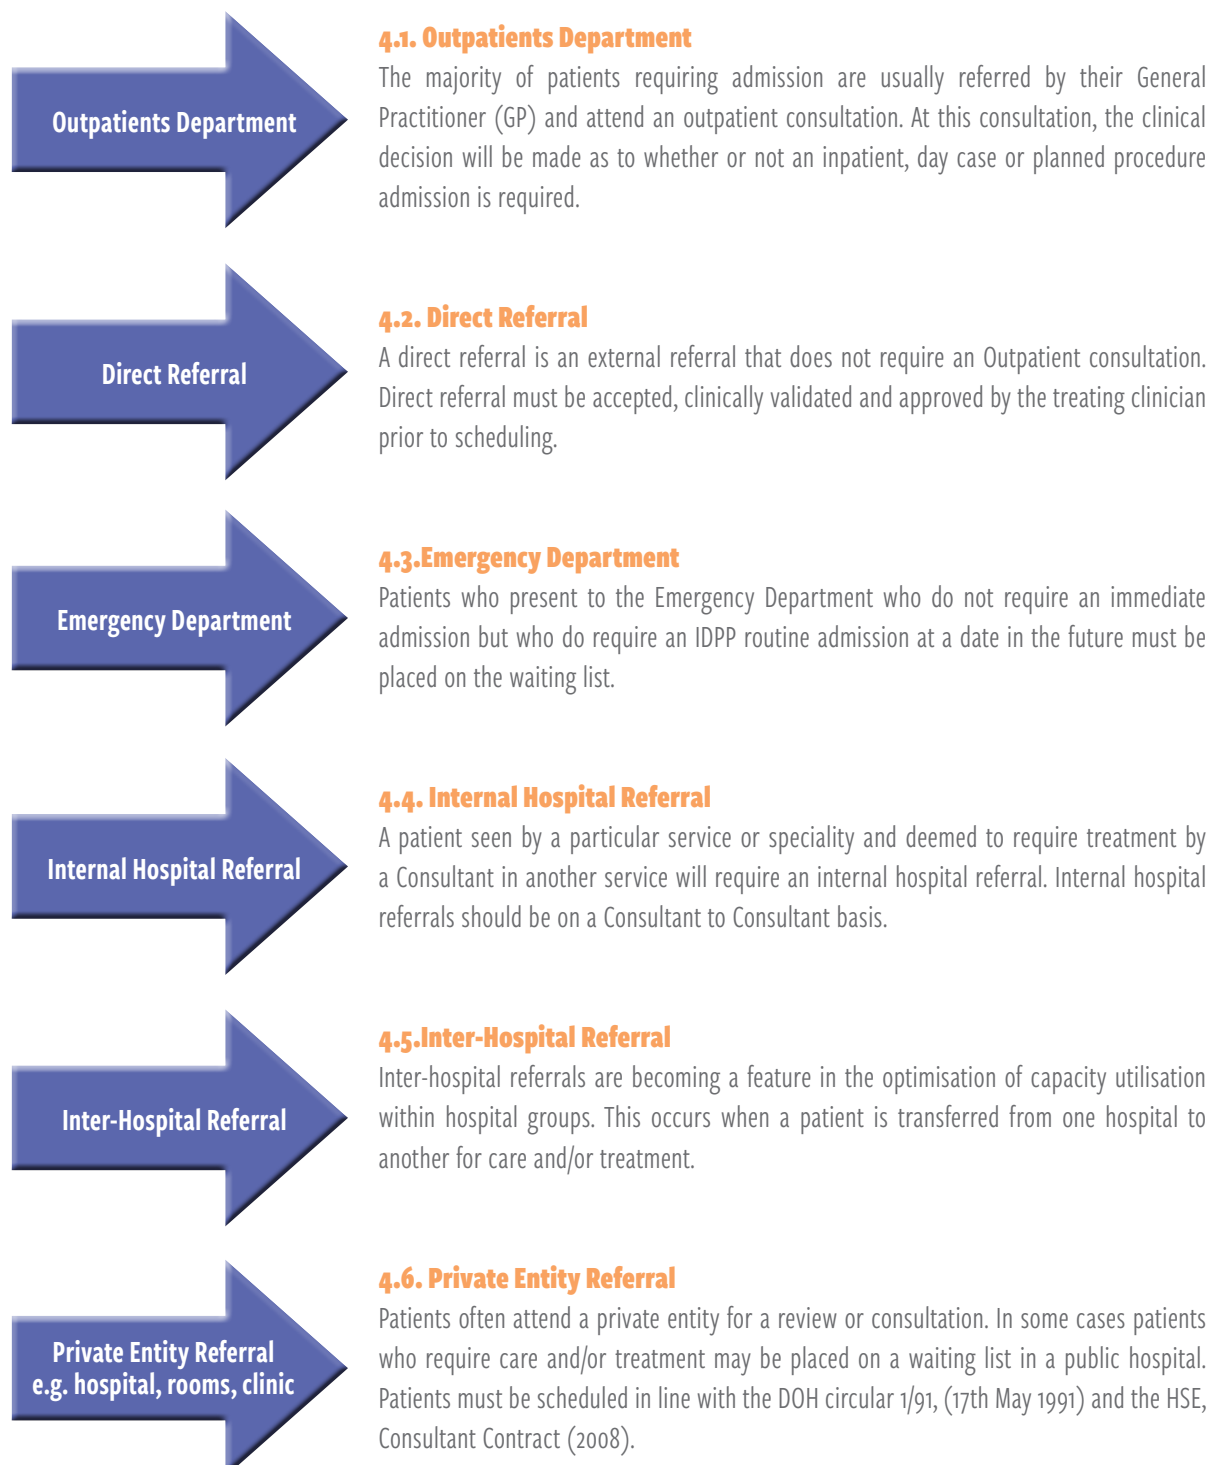 Outpatients Department
4.1. Outpatients Department
The majority of patients requiring admission are usually referred by their General
Practitioner (GP) and attend an outpatient consultation. At this consultation, the clinical
decision will be made as to whether or not an inpatient, day case or planned procedure
admission is required.
Direct Referral
4.2. Direct Referral
A direct referral is an external referral that does not require an Outpatient consultation.
Direct referral must be accepted, clinically validated and approved by the treating clinician
prior to scheduling.
Emergency Department
4.3.Emergency Department
Patients who present to the Emergency Department who do not require an immediate
admission but who do require an IDPP routine admission at a date in the future must be
placed on the waiting list.
Internal Hospital Referral
4.4. Internal Hospital Referral
A patient seen by a particular service or speciality and deemed to require treatment by
a Consultant in another service will require an internal hospital referral. Internal hospital
referrals should be on a Consultant to Consultant basis.
Inter-Hospital Referral
4.5.Inter-Hospital Referral
Inter-hospital referrals are becoming a feature in the optimisation of capacity utilisation
within hospital groups. This occurs when a patient is transferred from one hospital to
another for care and/or treatment.
Private Entity Referral
e.g. hospital, rooms, clinic
4.6. Private Entity Referral
Patients often attend a private entity for a review or consultation. In some cases patients
who require care and/or treatment may be placed on a waiting list in a public hospital.
Patients must be scheduled in line with the DOH circular 1/91, (17th May 1991) and the HSE,
Consultant Contract (2008).